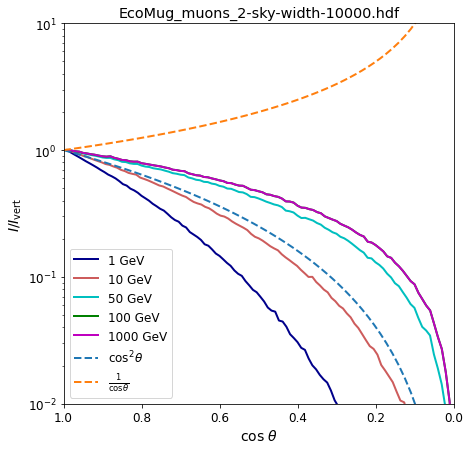 EcoMug_muons_2-sky-width-10000.hdf
10¹
10⁰
10⁻¹
10⁻²
I/I_vert
1 GeV
10 GeV
50 GeV
100 GeV
1000 GeV
cos²θ
1/cosθ
1.0 0.8 0.6 0.4 0.2 0.0
cos θ